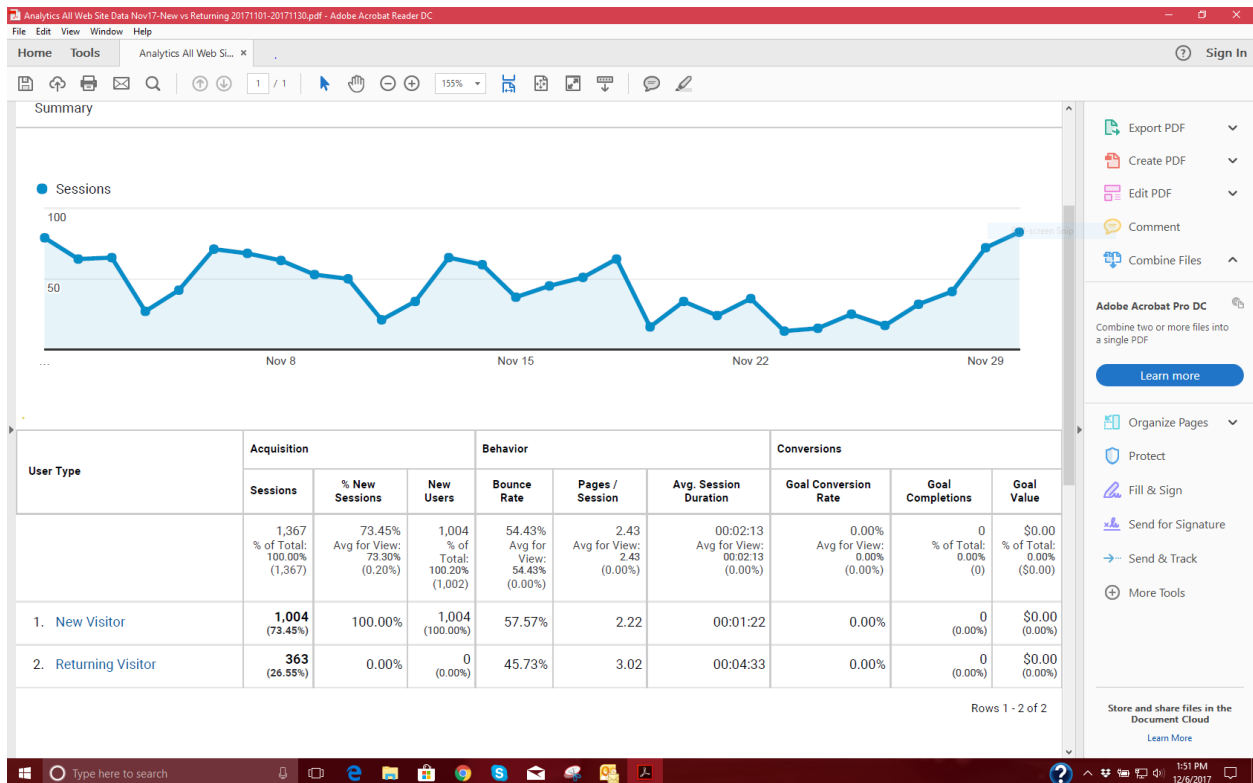 Analytics All Web Site Data Nov17-New vs Returning 20171101-20171130.pdf - Adobe Acrobat Reader DC
File Edit View Window Help
Home Tools Analytics All Web Si... ×
Sign In
1 / 1
155%
Summary
Sessions
100
50
...
Nov 8
Nov 15
Nov 22
Nov 29
User Type
Acquisition
Behavior
Conversions
Sessions
% New Sessions
New Users
Bounce Rate
Pages / Session
Avg. Session Duration
Goal Conversion Rate
Goal Completions
Goal Value
1,367
% of Total:
100.00%
(1,367)
73.45%
Avg for View:
73.30%
(0.20%)
1,004
% of
Total:
100.20%
(1,002)
54.43%
Avg for
View:
54.43%
(0.00%)
2.43
Avg for View:
2.43
(0.00%)
00:02:13
Avg for View:
00:02:13
(0.00%)
0.00%
Avg for View:
0.00%
(0.00%)
0
% of Total:
0.00%
(0)
$0.00
% of Total:
0.00%
($0.00)
1. New Visitor
1,004
(73.45%)
100.00%
1,004
(100.00%)
57.57%
2.22
00:01:22
0.00%
0
(0.00%)
$0.00
(0.00%)
2. Returning Visitor
363
(26.55%)
0.00%
0
(0.00%)
45.73%
3.02
00:04:33
0.00%
0
(0.00%)
$0.00
(0.00%)
Rows 1 - 2 of 2
Export PDF
Create PDF
Edit PDF
Comment
Combine Files
Adobe Acrobat Pro DC
Combine two or more files into
a single PDF
Learn more
Organize Pages
Protect
Fill & Sign
Send for Signature
Send & Track
More Tools
Store and share files in the
Document Cloud
Learn More
Type here to search
1:51 PM
12/6/2017